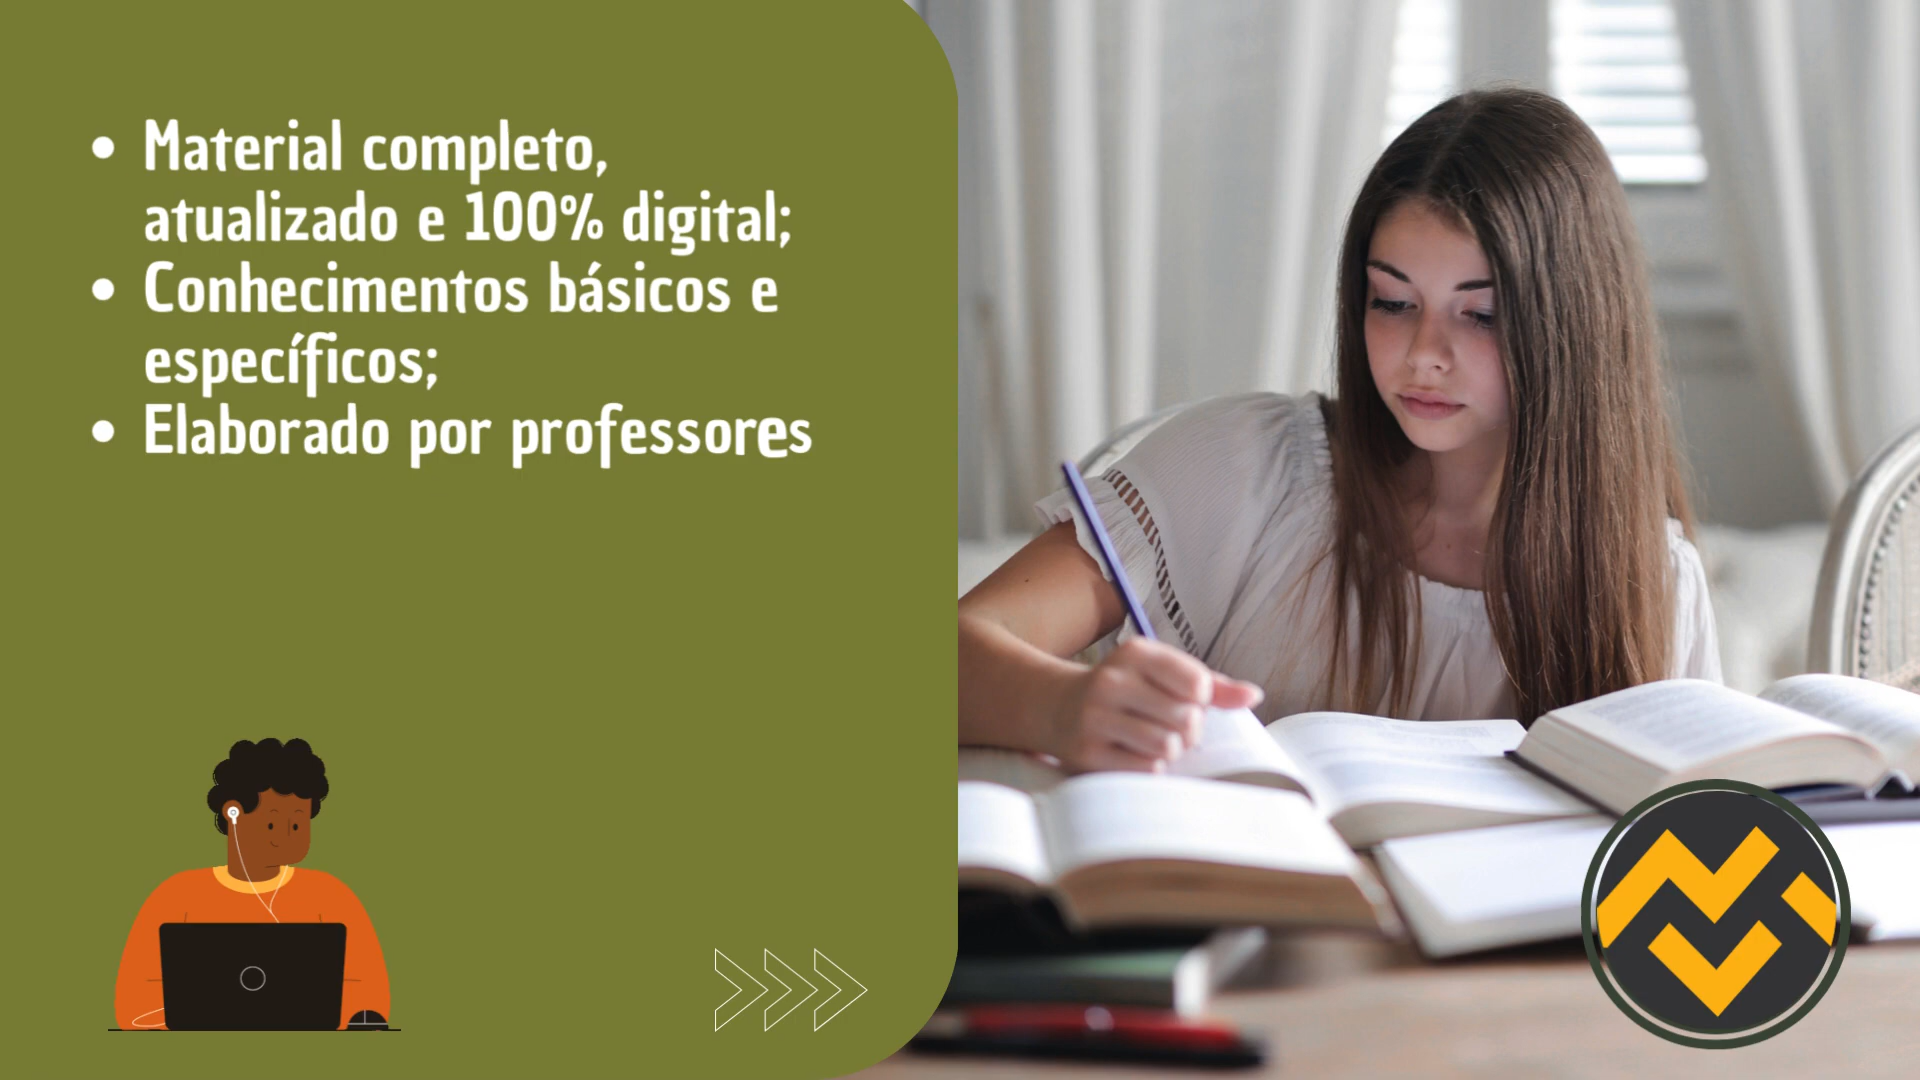 • Material completo,
atualizado e 100% digital;
• Conhecimentos básicos e
específicos;
• Elaborado por professores